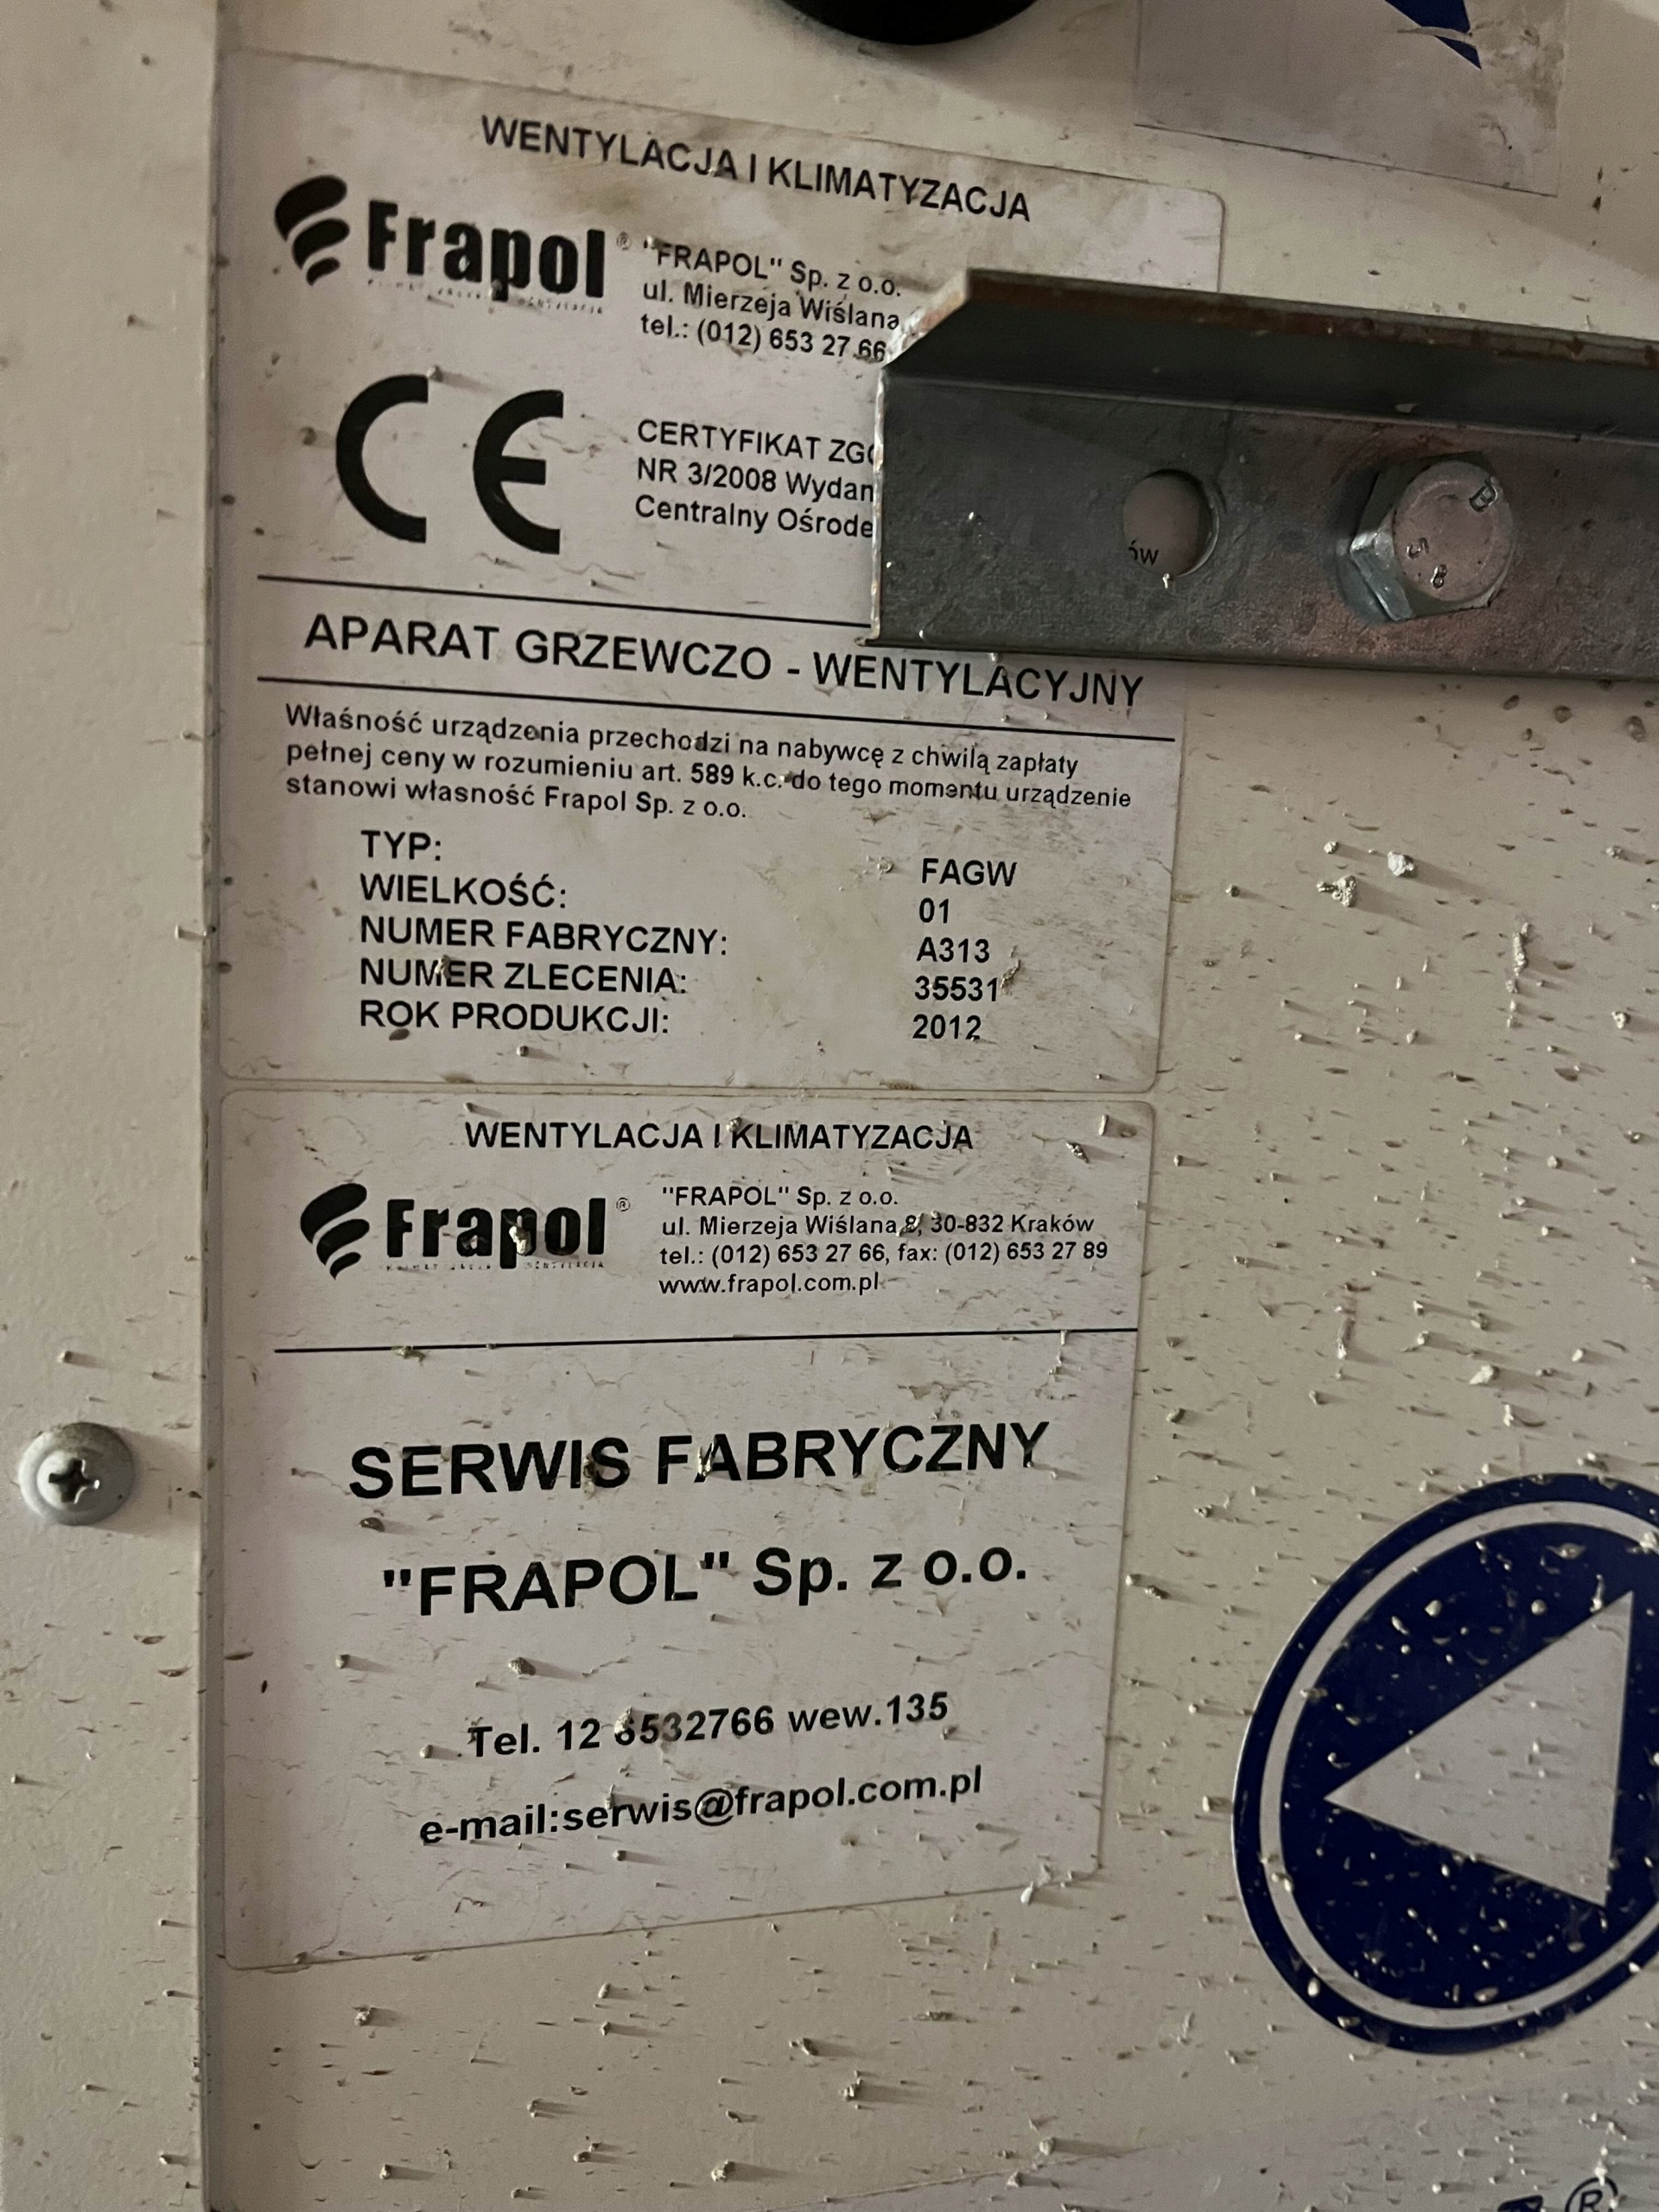 WENTYLACJA I KLIMATYZACJA
Frapol®
"FRAPOL" Sp. z o.o.
ul. Mierzeja Wiślana
tel.: (012) 653 27 66
CE
CERTYFIKAT
NR 3/2008
Centralny
APARAT GRZEWCZO - WENTYLACYJNY
Własność urządzenia przechodzi na nabywcę z chwilą zapłaty
pełnej ceny w rozumieniu art. 589 k.c. do tego momentu urządzenie
stanowi własność Frapol Sp. z o.o.
TYP: FAGW
WIELKOŚĆ: 01
NUMER FABRYCZNY: A313
NUMER ZLECENIA: 35531
ROK PRODUKCJI: 2012
WENTYLACJA I KLIMATYZACJA
Frapol®
"FRAPOL" Sp. z o.o.
ul. Mierzeja Wiślana 8, 30-832 Kraków
tel.: (012) 653 27 66, fax: (012) 653 27 89
www.frapol.com.pl
SERWIS FABRYCZNY
"FRAPOL" Sp. z o.o.
Tel. 12 6532766 wew.135
e-mail:serwis@frapol.com.pl
®